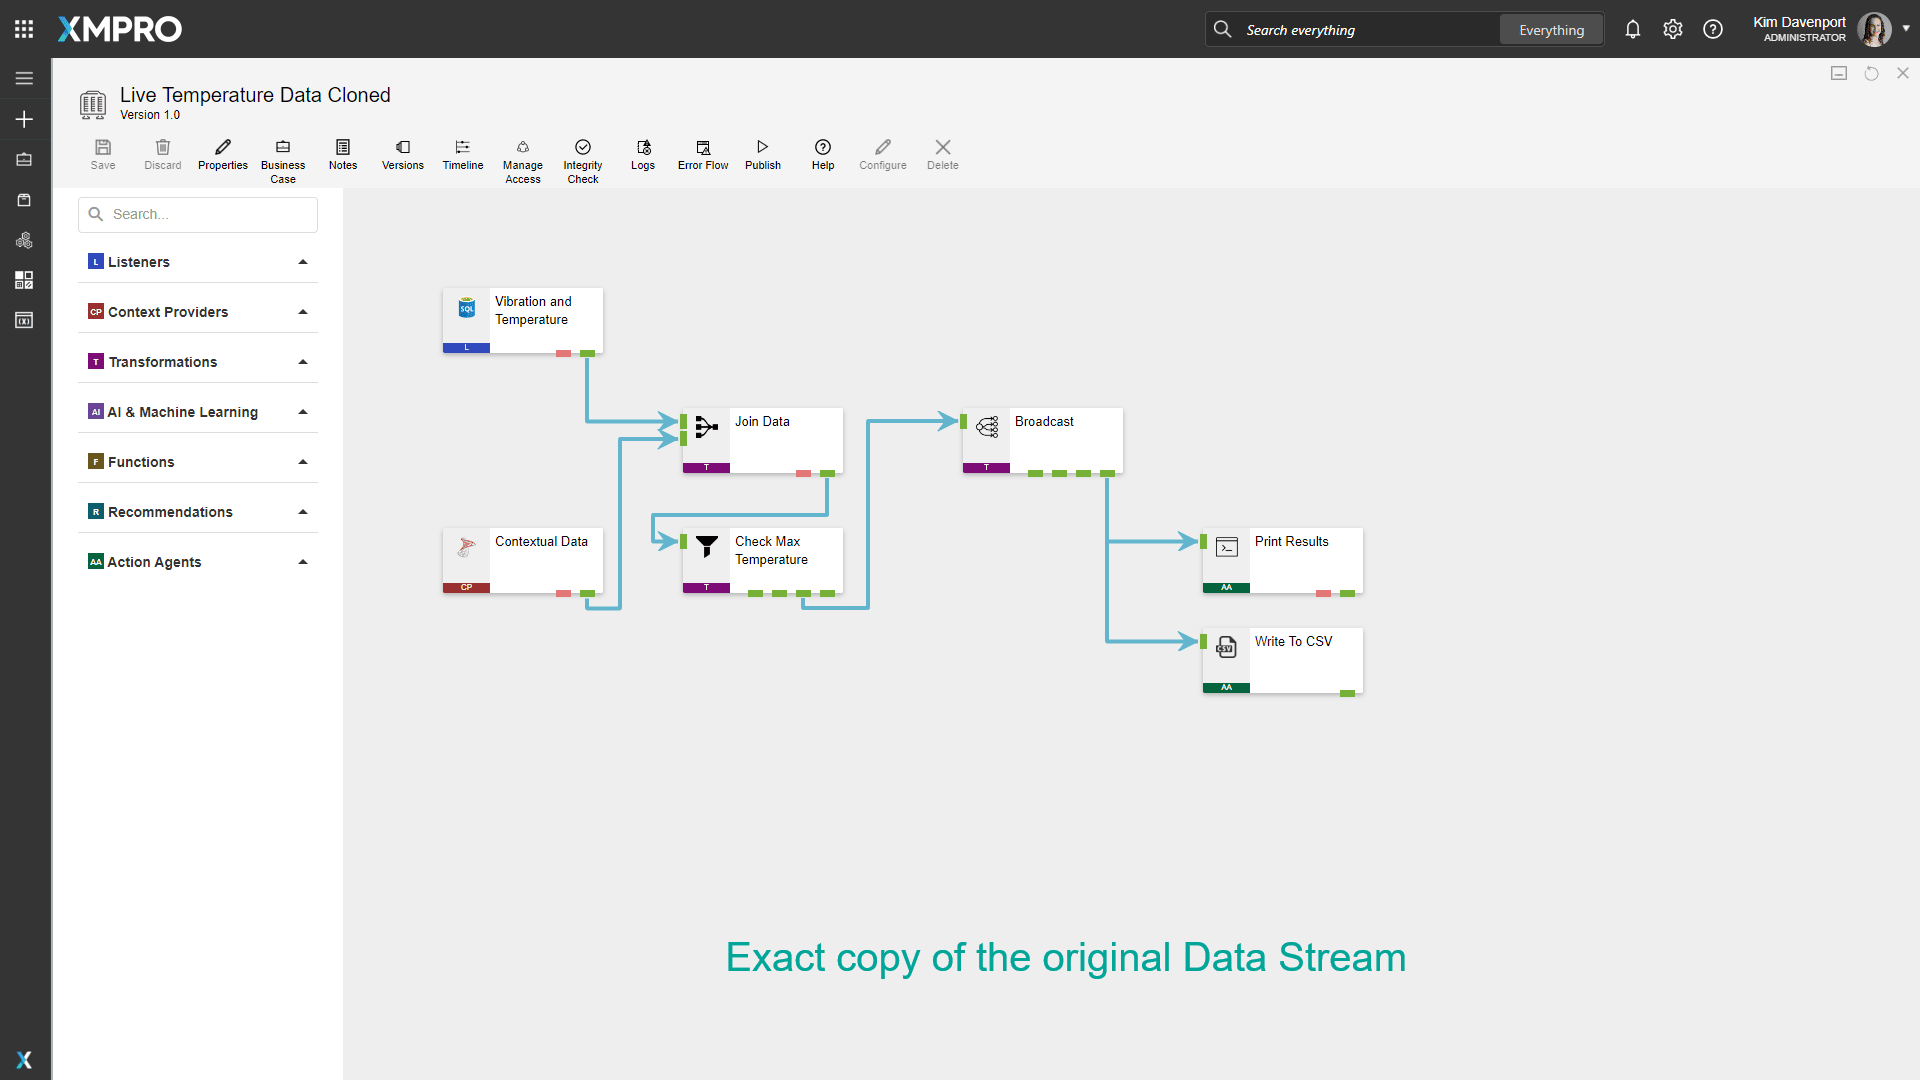 XMPRO
Search everything
Everything
Kim Davenport
ADMINISTRATOR
Live Temperature Data Cloned
Version 1.0
Save
Discard
Properties
Business
Case
Notes
Versions
Timeline
Manage
Access
Integrity
Check
Logs
Error Flow
Publish
Help
Configure
Delete
Search...
L Listeners
CP Context Providers
T Transformations
AI AI & Machine Learning
F Functions
R Recommendations
AA Action Agents
SQL
Vibration and
Temperature
L
Join Data
T
Broadcast
T
Contextual Data
CP
Check Max
Temperature
T
Print Results
AA
CSV
Write To CSV
AA
Exact copy of the original Data Stream
X